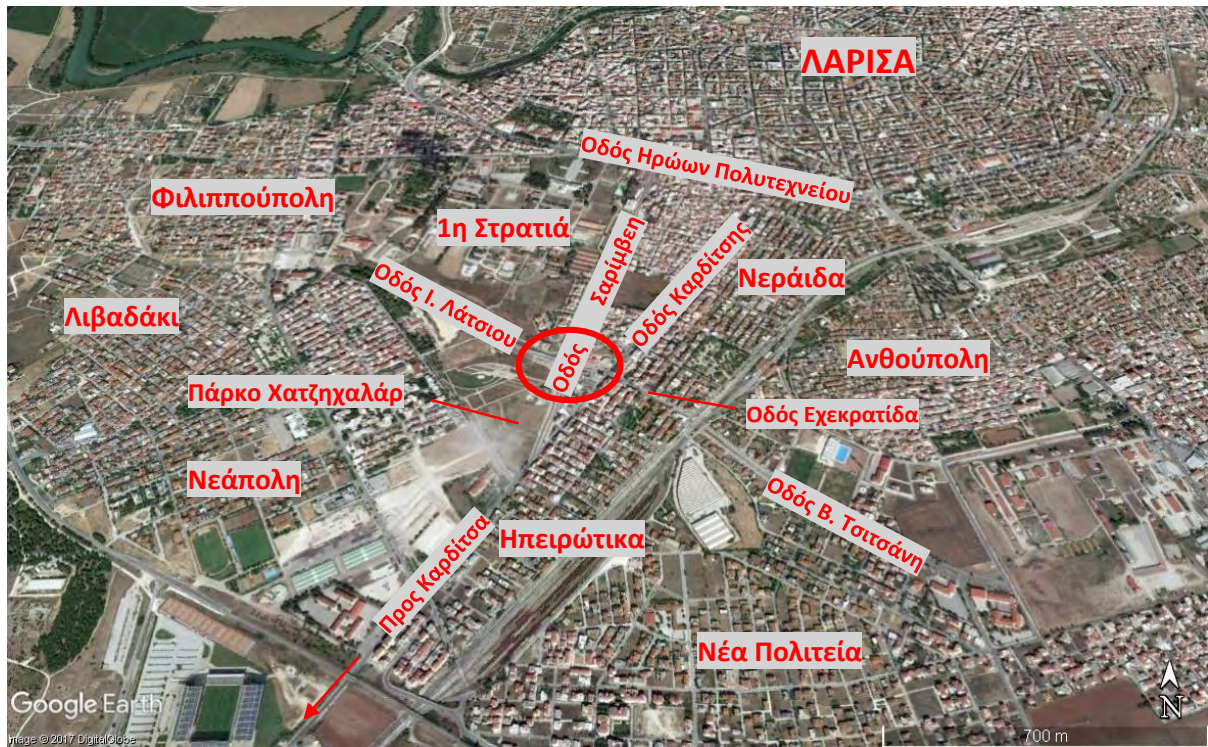 ΛΑΡΙΣΑ
Οδός Ηρώων Πολυτεχνείου
Φιλιππούπολη
1η Στρατιά
Σαρίμβεη
Οδός Καρδίτσης
Νεράιδα
Οδός Ι. Λάτσιου
Λιβαδάκι
Οδός
Ανθούπολη
Πάρκο Χατζηχαλάρ
Οδός Εχεκρατίδα
Νεάπολη
Οδός Β. Τσιτσάνη
Ηπειρώτικα
Προς Καρδίτσα
Νέα Πολιτεία
Google Earth
N
Image © 2017 DigitalGlobe
700 m